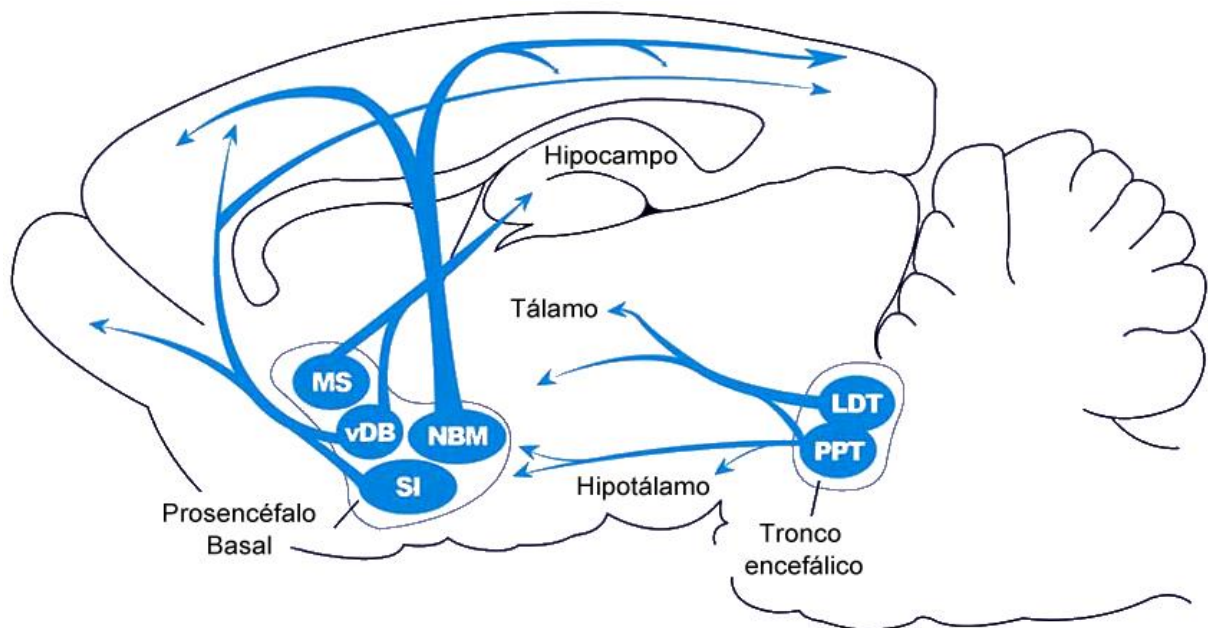 Hipocampo
Tálamo
MS
LDT
vDB
NBM
PPT
SI
Hipotálamo
Prosencéfalo
Basal
Tronco
encefálico